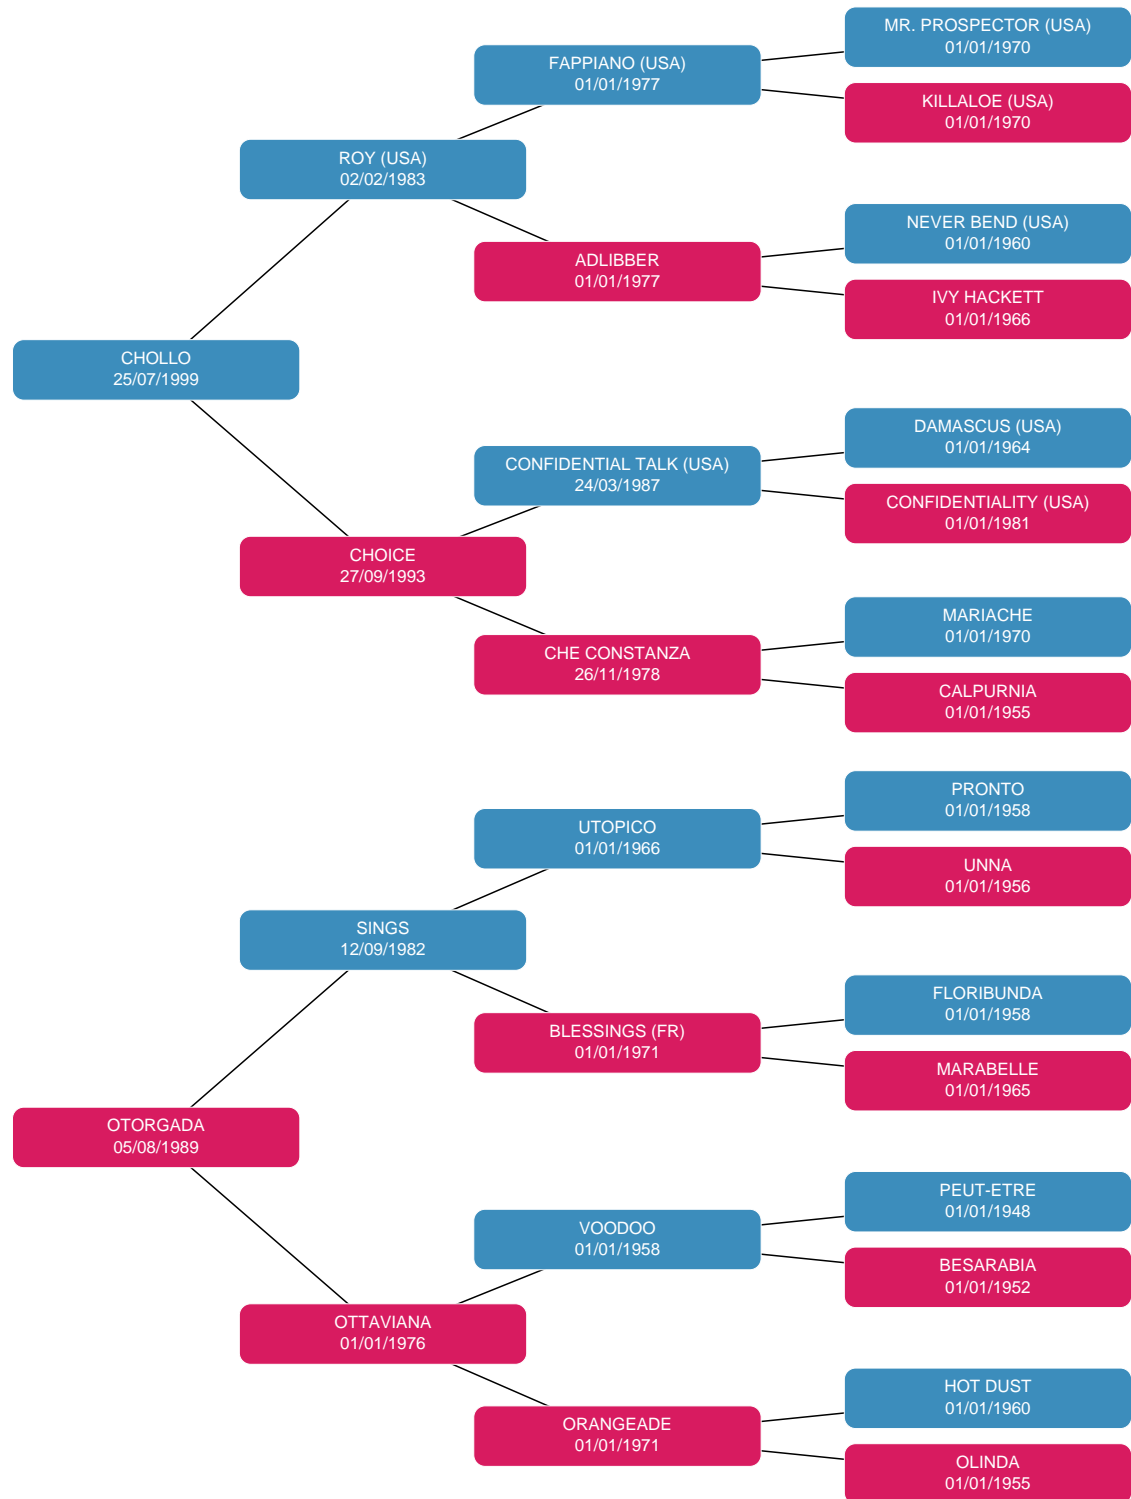 MR. PROSPECTOR (USA)
01/01/1970
FAPPIANO (USA)
01/01/1977
KILLALOE (USA)
01/01/1970
ROY (USA)
02/02/1983
NEVER BEND (USA)
01/01/1960
ADLIBBER
01/01/1977
IVY HACKETT
01/01/1966
CHOLLO
25/07/1999
DAMASCUS (USA)
01/01/1964
CONFIDENTIAL TALK (USA)
24/03/1987
CONFIDENTIALITY (USA)
01/01/1981
CHOICE
27/09/1993
MARIACHE
01/01/1970
CHE CONSTANZA
26/11/1978
CALPURNIA
01/01/1955
PRONTO
01/01/1958
UTOPICO
01/01/1966
UNNA
01/01/1956
SINGS
12/09/1982
FLORIBUNDA
01/01/1958
BLESSINGS (FR)
01/01/1971
MARABELLE
01/01/1965
OTORGADA
05/08/1989
PEUT-ETRE
01/01/1948
VOODOO
01/01/1958
BESARABIA
01/01/1952
OTTAVIANA
01/01/1976
HOT DUST
01/01/1960
ORANGEADE
01/01/1971
OLINDA
01/01/1955